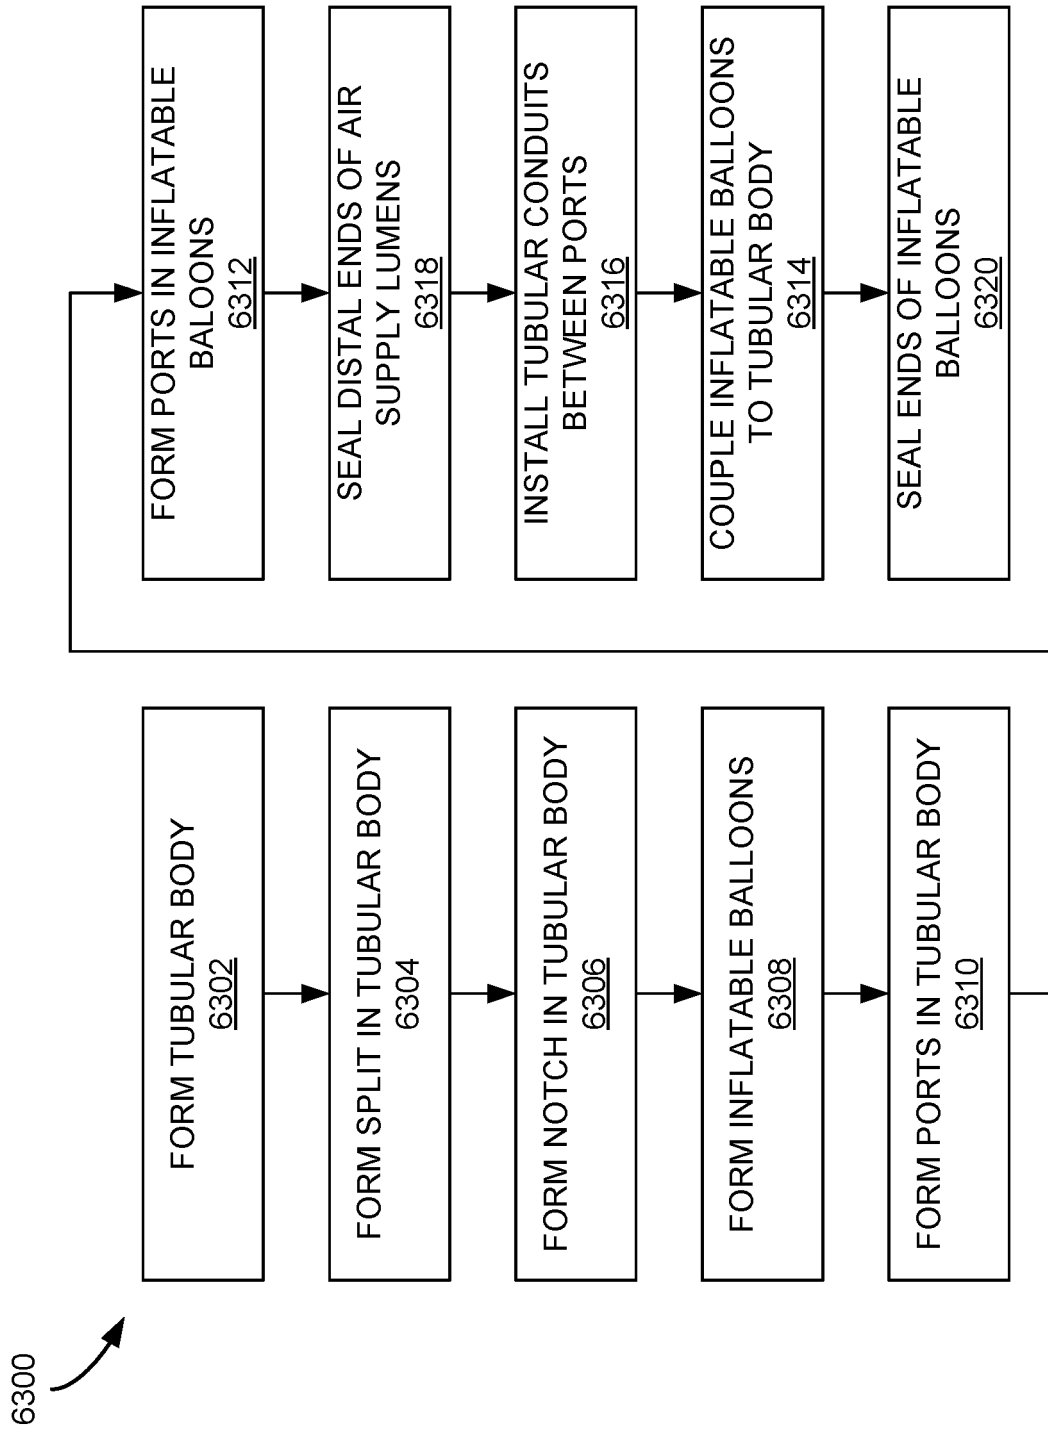 6300
FORM TUBULAR BODY
6302
FORM SPLIT IN TUBULAR BODY
6304
FORM NOTCH IN TUBULAR BODY
6306
FORM INFLATABLE BALLOONS
6308
FORM PORTS IN TUBULAR BODY
6310
FORM PORTS IN INFLATABLE
BALOONS
6312
SEAL DISTAL ENDS OF AIR
SUPPLY LUMENS
6318
INSTALL TUBULAR CONDUITS
BETWEEN PORTS
6316
COUPLE INFLATABLE BALLOONS
TO TUBULAR BODY
6314
SEAL ENDS OF INFLATABLE
BALLOONS
6320